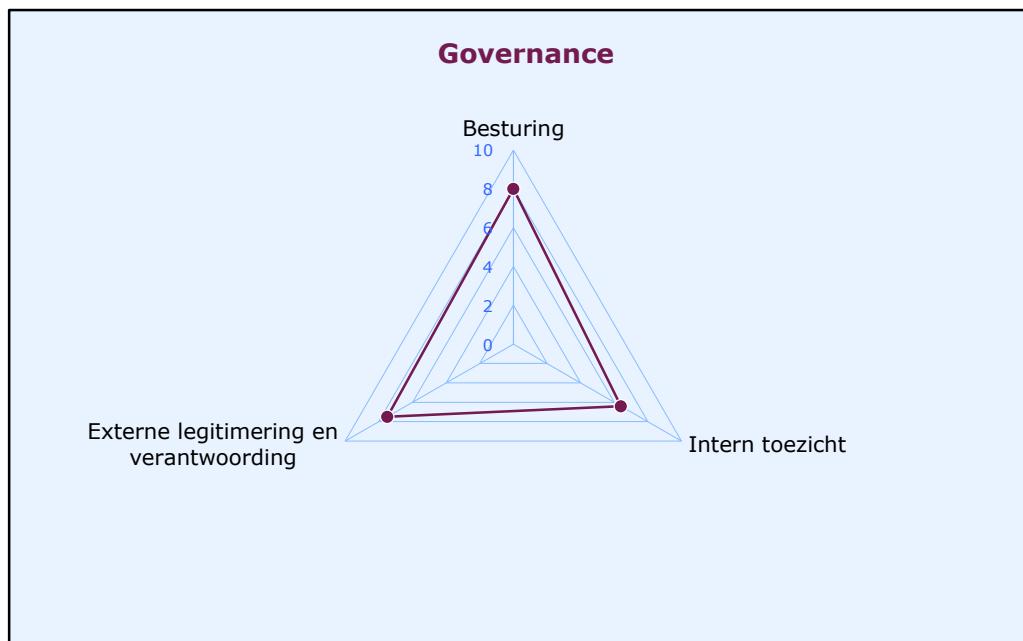 Governance
Besturing
10
8
6
4
2
0
Externe legitimering en
verantwoording
Intern toezicht